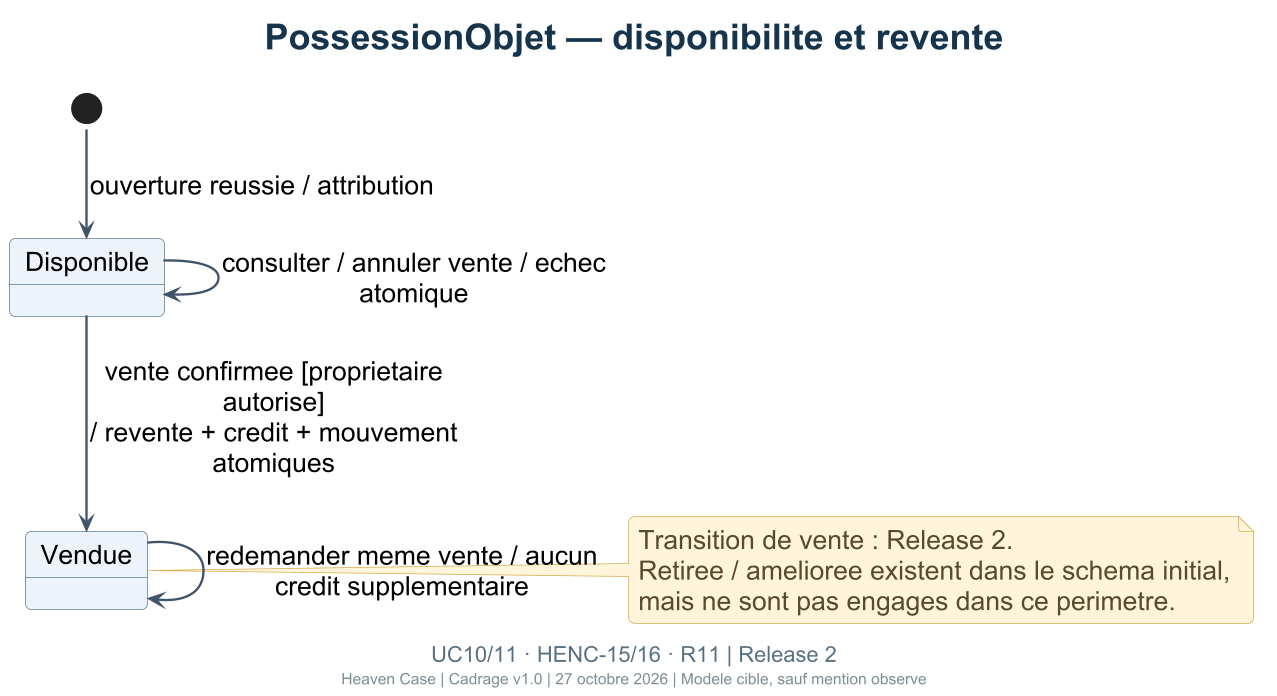 PossessionObjet — disponibilite et revente
ouverture reussie / attribution
Disponible
consulter / annuler vente / echec
atomique
vente confirmee [proprietaire
autorise]
/ revente + credit + mouvement
atomiques
Vendue
redemander meme vente / aucun
credit supplementaire
Transition de vente : Release 2.
Retiree / amelioree existent dans le schema initial,
mais ne sont pas engages dans ce perimetre.
UC10/11 · HENC-15/16 · R11 | Release 2
Heaven Case | Cadrage v1.0 | 27 octobre 2026 | Modele cible, sauf mention observe